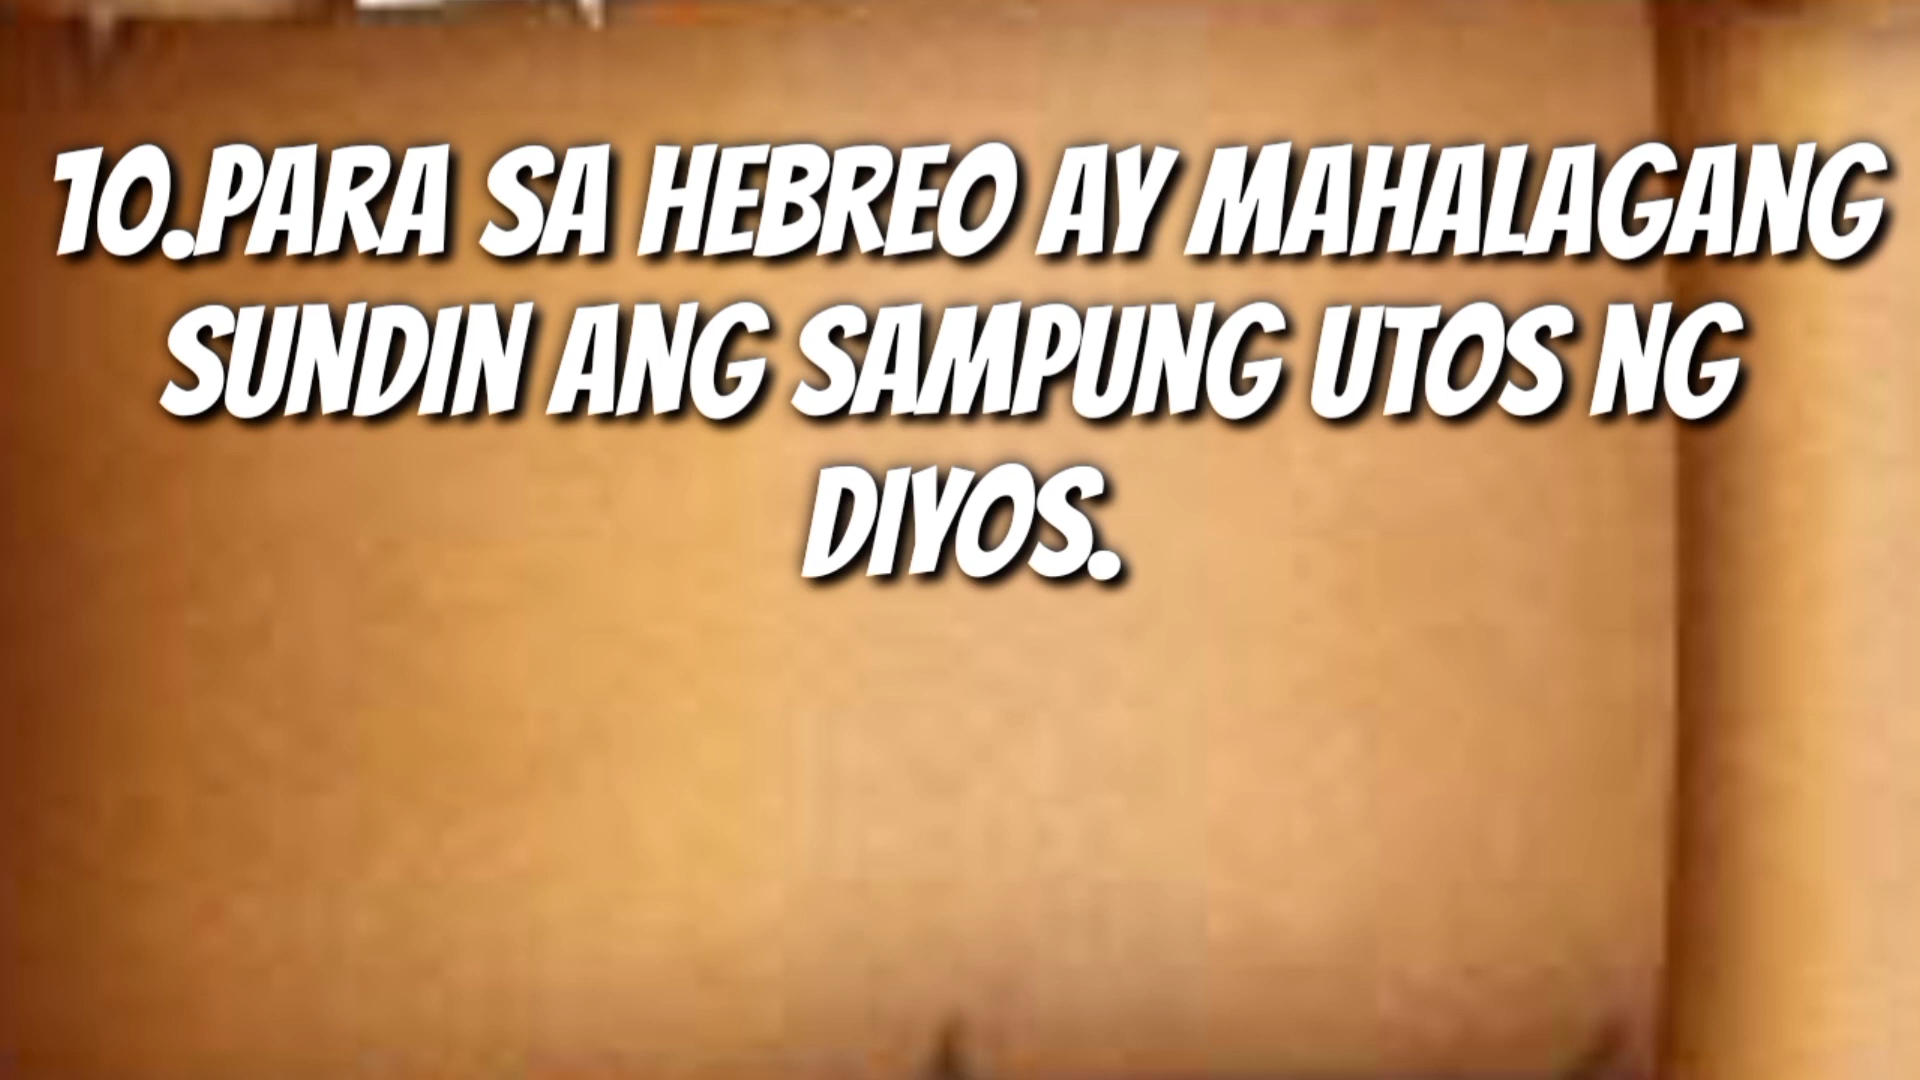 10.PARA SA HEBREO AY MAHALAGANG
SUNDIN ANG SAMPUNG UTOS NG
DIYOS.